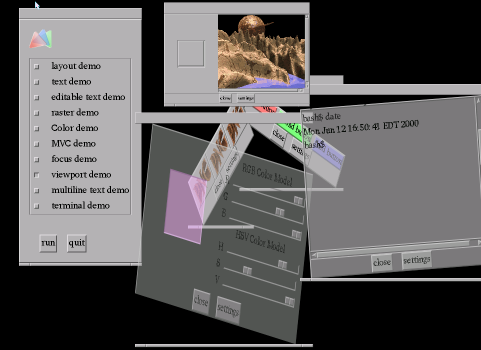 layout demo
text demo
editable text demo
raster demo
Color demo
MVC demo
focus demo
viewport demo
multiline text demo
terminal demo
run quit
close settings
bash$ date
Mon Jun 12 16:50:41 EDT 2000
bash$
close settings
RGB Color Model
G
B
HSV Color Model
H
S
V
close settings
close